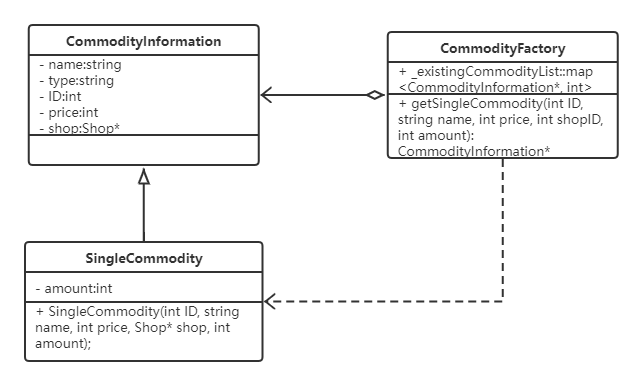 CommodityInformation
- name:string
- type:string
- ID:int
- price:int
- shop:Shop*
CommodityFactory
+ _existingCommodityList::map
<CommodityInformation*, int>
+ getSingleCommodity(int ID,
string name, int price, int shopID,
int amount):
CommodityInformation*
SingleCommodity
- amount:int
+ SingleCommodity(int ID, string
name, int price, Shop* shop, int
amount);